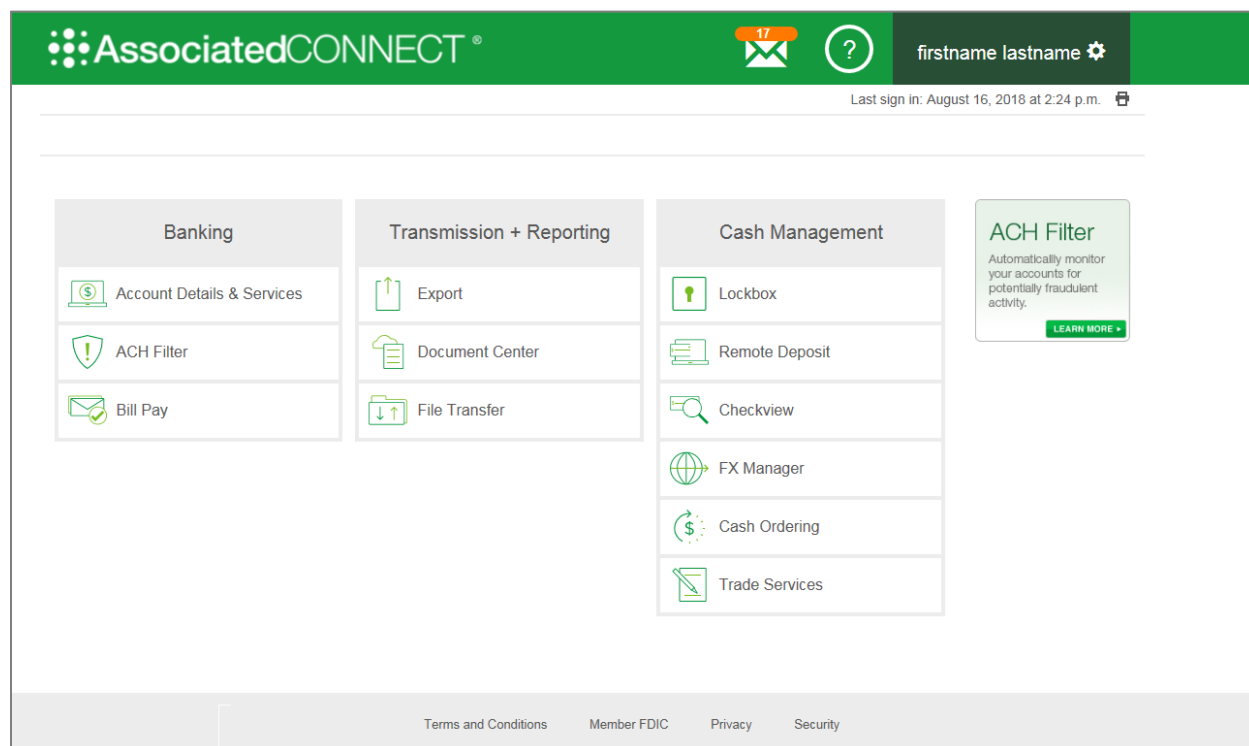 AssociatedCONNECT ®
17
?
firstname lastname
Last sign in: August 16, 2018 at 2:24 p.m.
Banking
$ Account Details & Services
! ACH Filter
Bill Pay
Transmission + Reporting
Export
Document Center
File Transfer
Cash Management
Lockbox
Remote Deposit
Checkview
FX Manager
$ Cash Ordering
Trade Services
ACH Filter
Automatically monitor
your accounts for
potentially fraudulent
activity.
LEARN MORE
Terms and Conditions Member FDIC Privacy Security